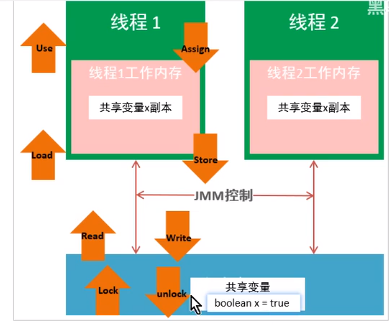 黑
线程 1
线程 2
Use
Assign
线程1工作内存
线程2工作内存
共享变量x副本
共享变量x副本
Load
Store
JMM控制
Read
Write
共享变量
Lock
unlock
boolean x = true